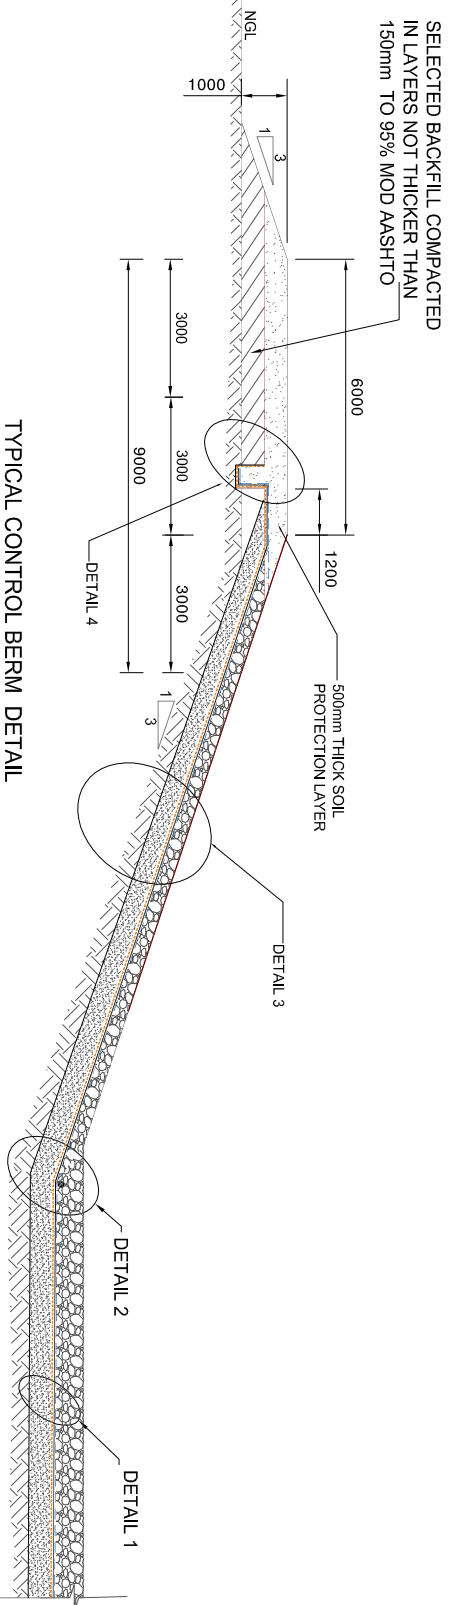 SELECTED BACKFILL COMPACTED
IN LAYERS NOT THICKER THAN
150mm TO 95% MOD AASHTO
NGL
1000
1
3
6000
1200
500mm THICK SOIL
PROTECTION LAYER
3000
3000
3000
9000
DETAIL 4
1
3
DETAIL 3
DETAIL 2
DETAIL 1
TYPICAL CONTROL BERM DETAIL